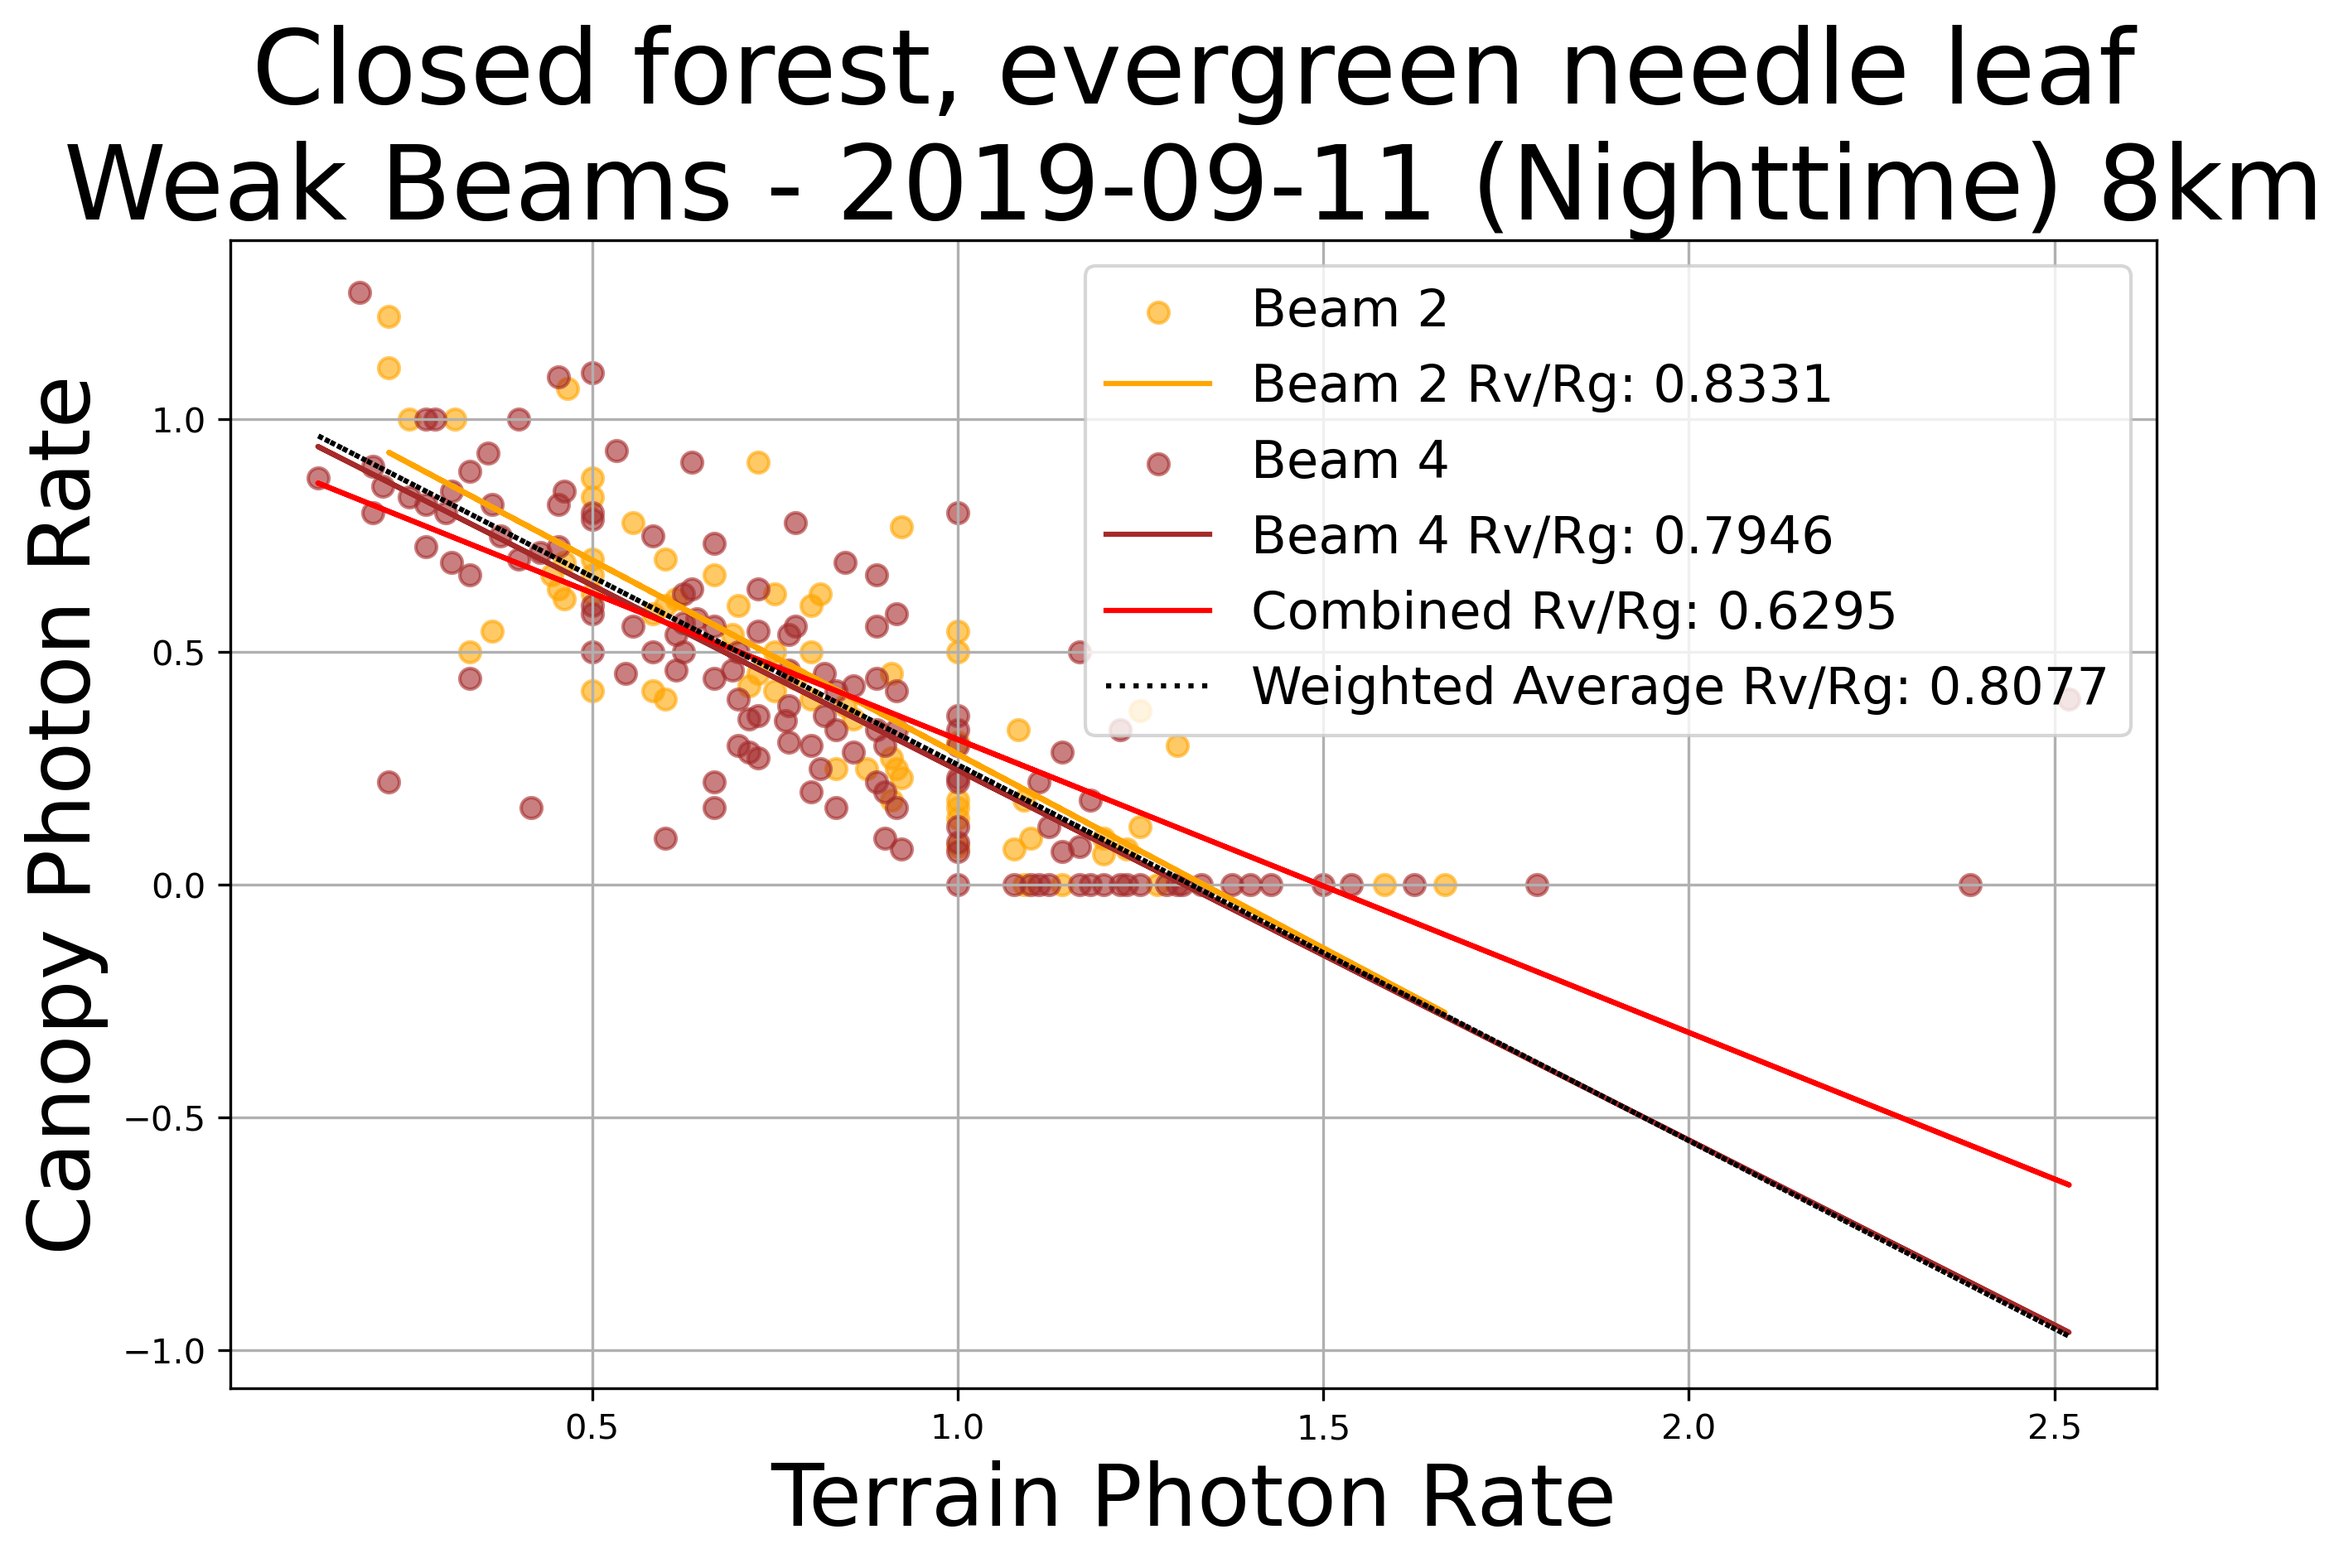 Closed forest, evergreen needle leaf
Weak Beams - 2019-09-11 (Nighttime) 8km
Beam 2
Beam 2 Rv/Rg: 0.8331
Beam 4
Beam 4 Rv/Rg: 0.7946
Combined Rv/Rg: 0.6295
Weighted Average Rv/Rg: 0.8077
Canopy Photon Rate
1.0
0.5
0.0
−0.5
−1.0
0.5
1.0
1.5
2.0
2.5
Terrain Photon Rate